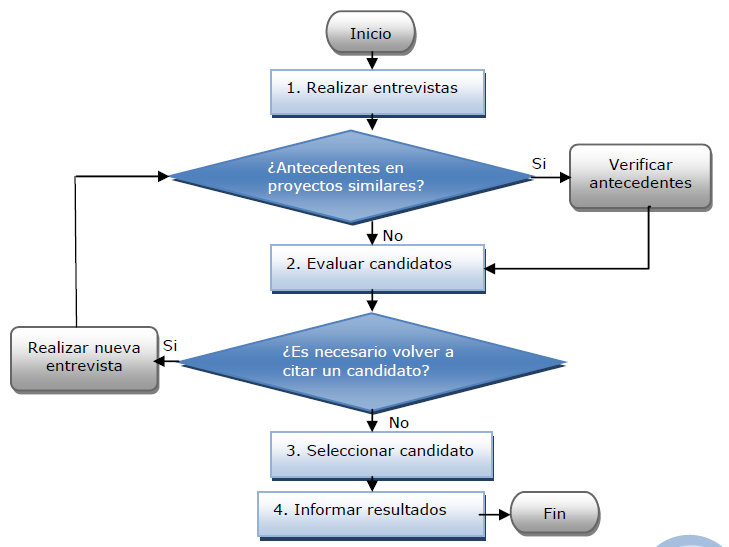 Inicio
1. Realizar entrevistas
¿Antecedentes en
proyectos similares?
Si
Verificar
antecedentes
No
2. Evaluar candidatos
¿Es necesario volver a
citar un candidato?
Si
Realizar nueva
entrevista
No
3. Seleccionar candidato
4. Informar resultados
Fin